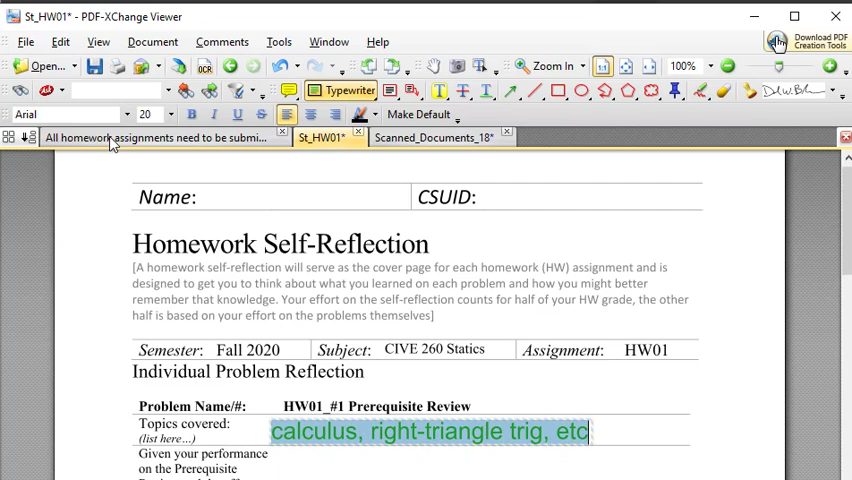 St_HW01* - PDF-XChange Viewer
File Edit View Document Comments Tools Window Help
Download PDF
Creation Tools
Open... OCR Zoom In 1:1 100%
Typewriter
Arial 20 B I U S Make Default
All homework assignments need to be submi... St_HW01* Scanned_Documents_18*
Name: CSUID:
Homework Self-Reflection
[A homework self-reflection will serve as the cover page for each homework (HW) assignment and is
designed to get you to think about what you learned on each problem and how you might better
remember that knowledge. Your effort on the self-reflection counts for half of your HW grade, the other
half is based on your effort on the problems themselves]
Semester: Fall 2020 Subject: CIVE 260 Statics Assignment: HW01
Individual Problem Reflection
Problem Name/#: HW01_#1 Prerequisite Review
Topics covered:
(list here...)
calculus, right-triangle trig, etc
Given your performance
on the Prerequisite